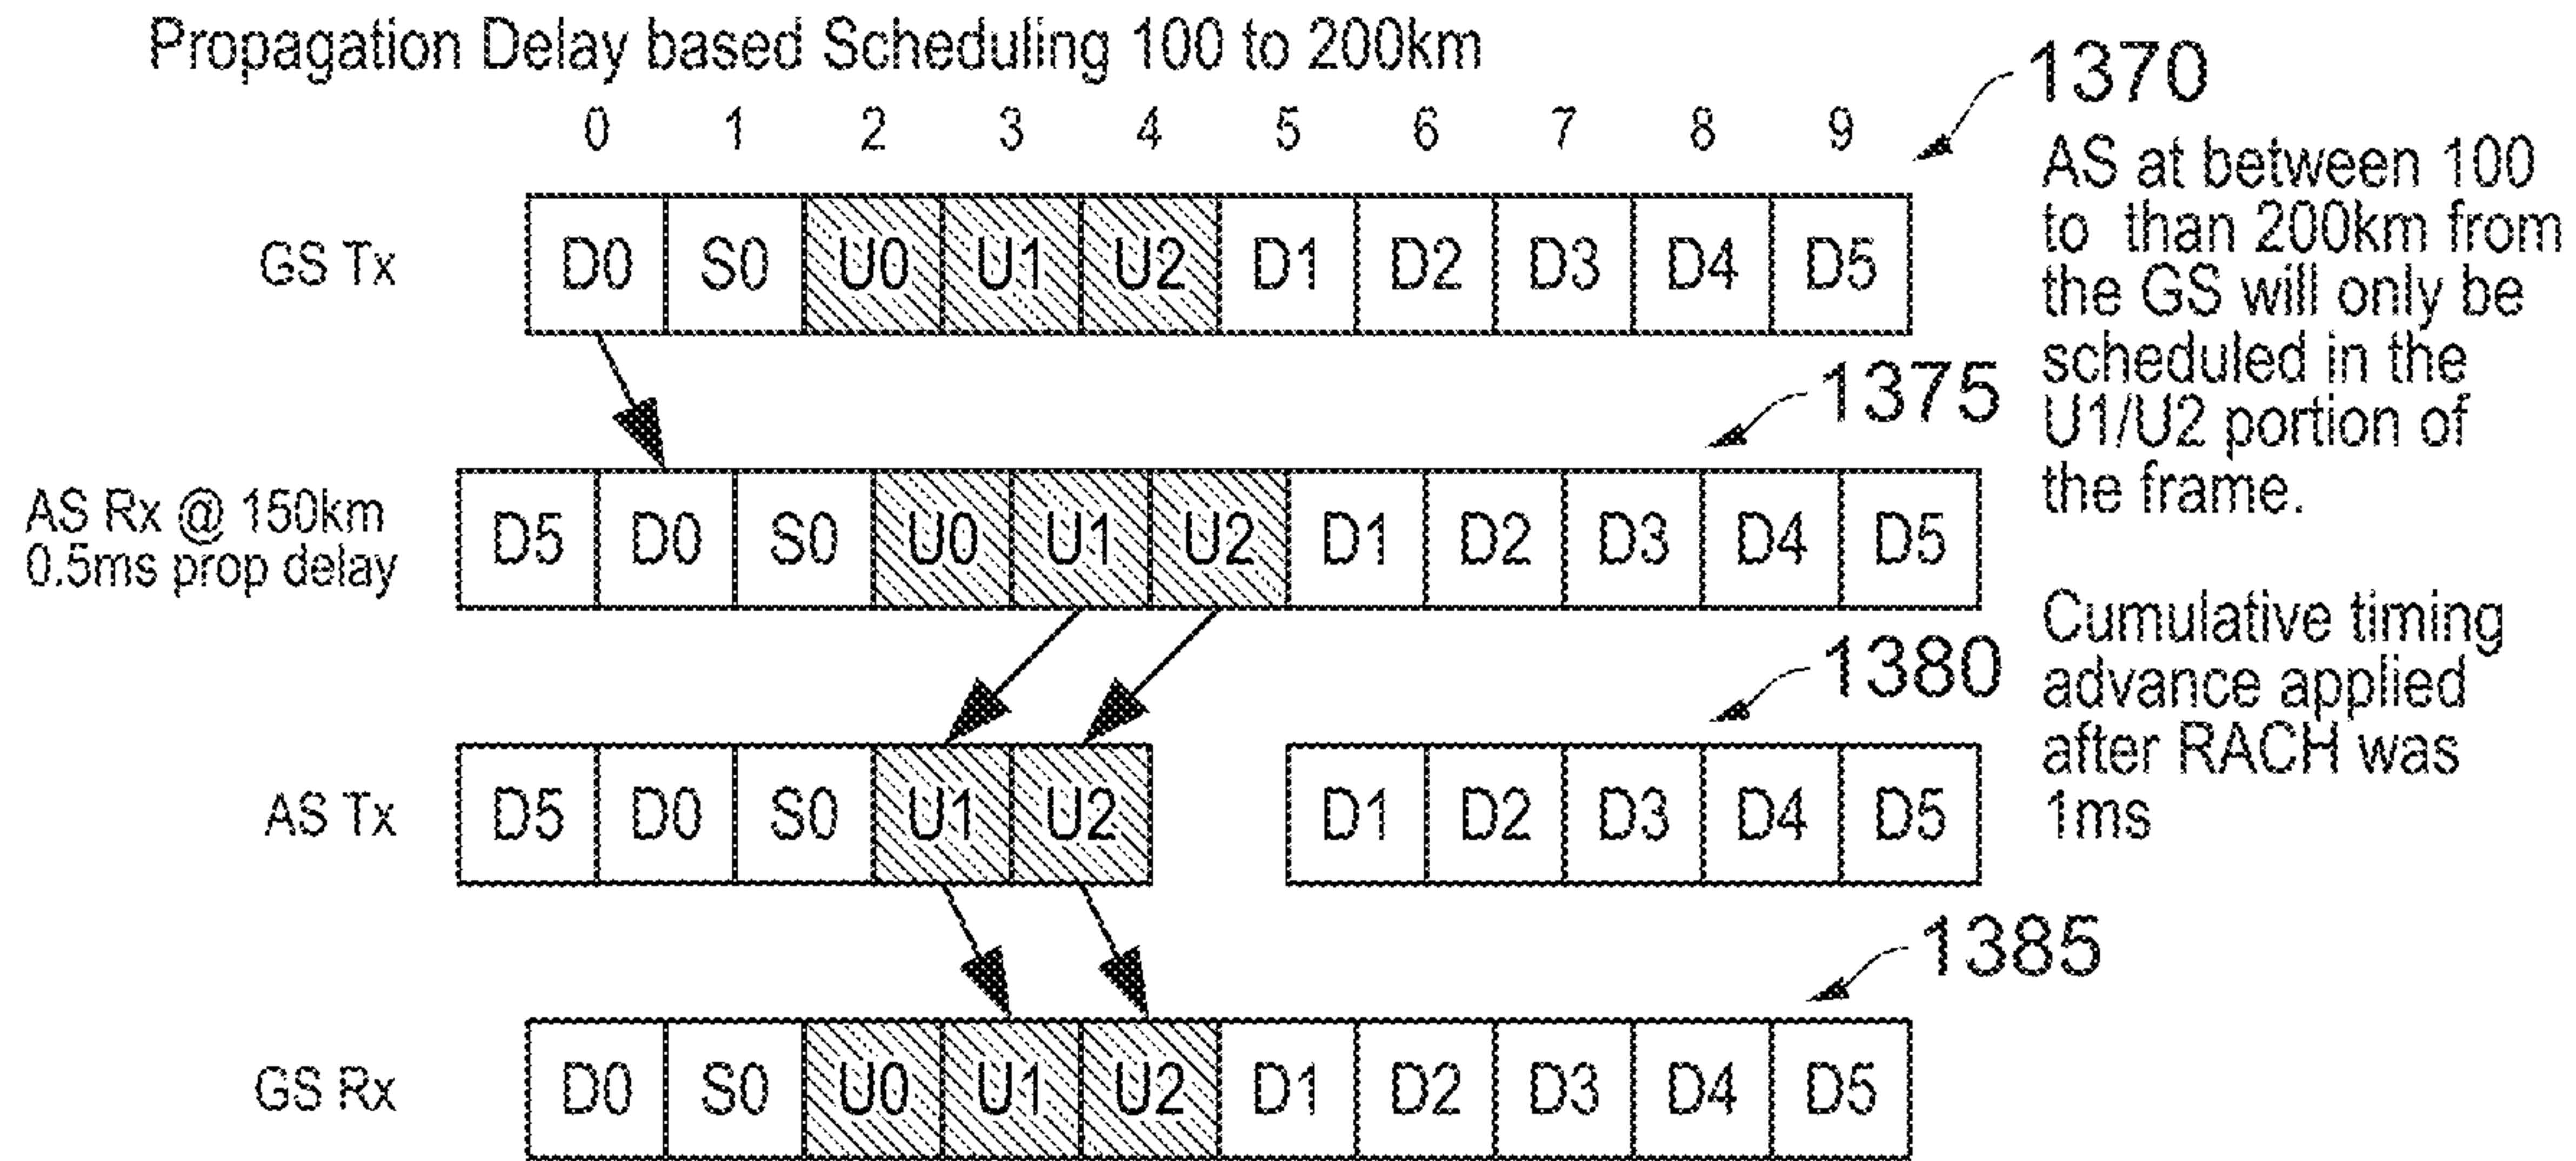 Propagation Delay based Scheduling 100 to 200km
0 1 2 3 4 5 6 7 8 9
1370
GS Tx D0 S0 U0 U1 U2 D1 D2 D3 D4 D5
AS at between 100
to than 200km from
the GS will only be
scheduled in the
U1/U2 portion of
the frame.
1375
AS Rx @ 150km
0.5ms prop delay
D5 D0 S0 U0 U1 U2 D1 D2 D3 D4 D5
Cumulative timing
advance applied
after RACH was
1ms
1380
AS Tx D5 D0 S0 U1 U2 D1 D2 D3 D4 D5
1385
GS Rx D0 S0 U0 U1 U2 D1 D2 D3 D4 D5